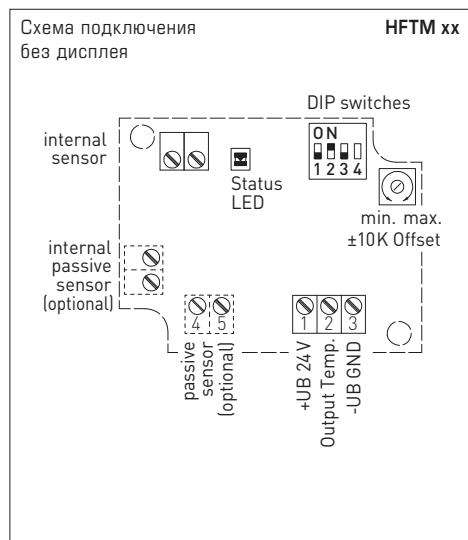 Схема подключения
без дисплея
HFTM xx
DIP switches
ON
1 2 3 4
internal
sensor
Status
LED
min. max.
±10K Offset
internal
passive
sensor
(optional)
4 5
1 2 3
passive
sensor
(optional)
+UB 24 V
Output Temp.
-UB GND